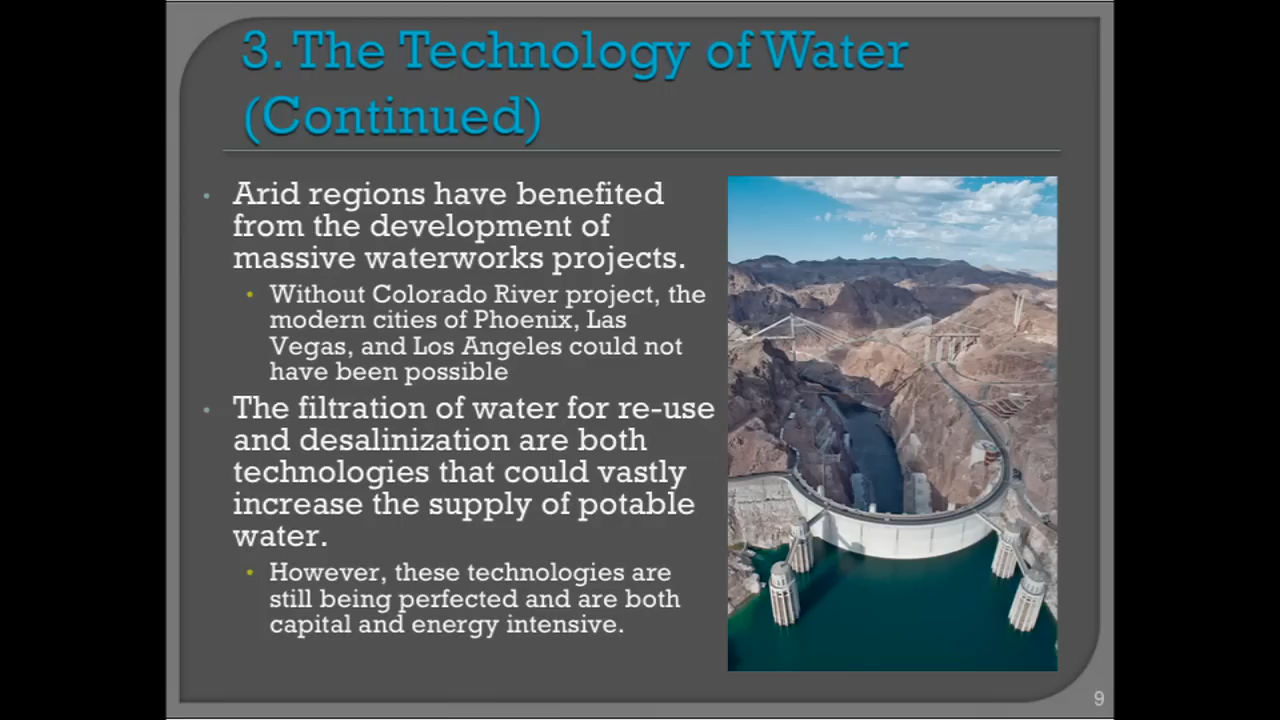 3. The Technology of Water
(Continued)
• Arid regions have benefited
from the development of
massive waterworks projects.
• Without Colorado River project, the
modern cities of Phoenix, Las
Vegas, and Los Angeles could not
have been possible
• The filtration of water for re-use
and desalinization are both
technologies that could vastly
increase the supply of potable
water.
• However, these technologies are
still being perfected and are both
capital and energy intensive.
9